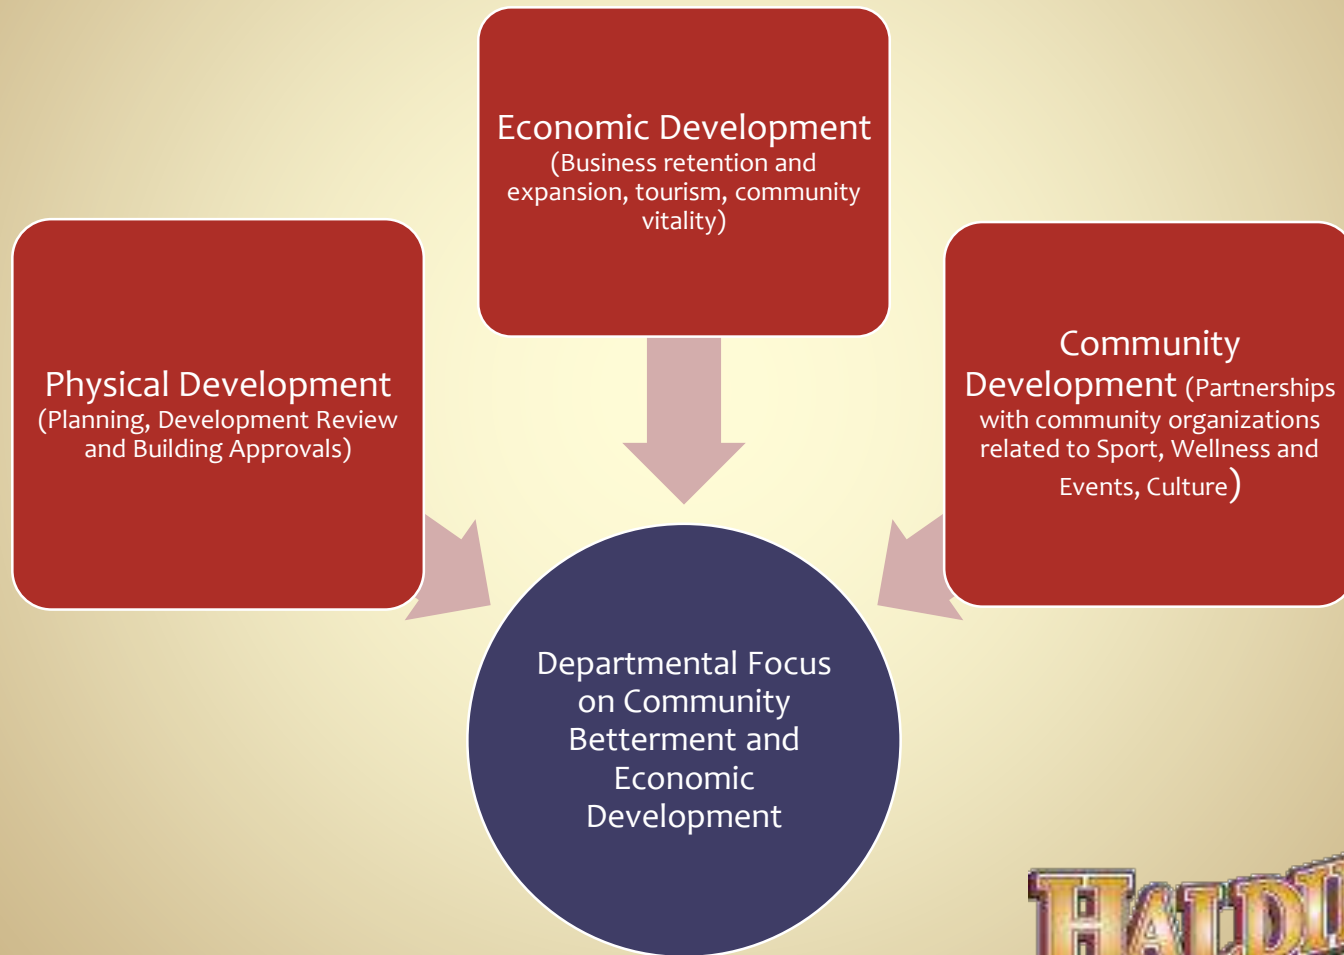 Economic Development
(Business retention and
expansion, tourism, community
vitality)
Physical Development
(Planning, Development Review
and Building Approvals)
Community
Development (Partnerships
with community organizations
related to Sport, Wellness and
Events, Culture)
Departmental Focus
on Community
Betterment and
Economic
Development